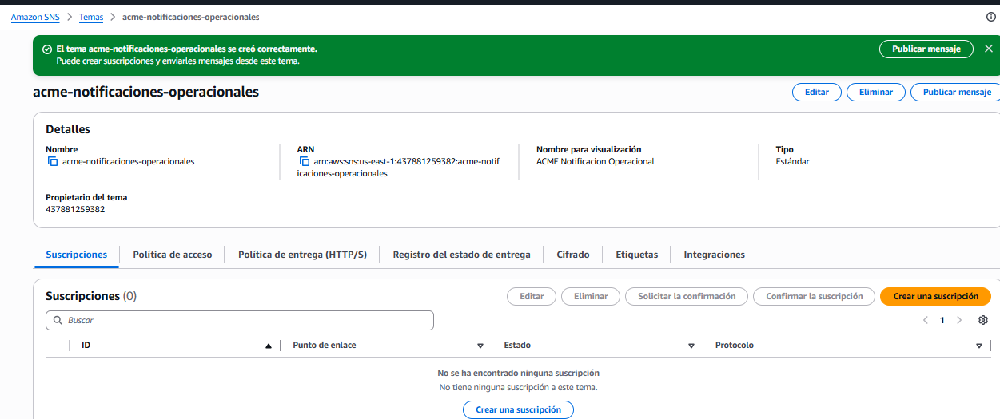 Amazon SNS > Temas > acme-notificaciones-operacionales
El tema acme-notificaciones-operacionales se creó correctamente.
Puede crear suscripciones y enviarles mensajes desde este tema.
Publicar mensaje
acme-notificaciones-operacionales
Editar Eliminar Publicar mensaje
Detalles
Nombre
acme-notificaciones-operacionales
ARN
arn:aws:sns:us-east-1:437881259382:acme-notif
icaciones-operacionales
Nombre para visualización
ACME Notificacion Operacional
Tipo
Estándar
Propietario del tema
437881259382
Suscripciones Política de acceso Política de entrega (HTTP/S) Registro del estado de entrega Cifrado Etiquetas Integraciones
Suscripciones (0)
Editar Eliminar Solicitar la confirmación Confirmar la suscripción Crear una suscripción
Buscar
1
ID Punto de enlace Estado Protocolo
No se ha encontrado ninguna suscripción
No tiene ninguna suscripción a este tema.
Crear una suscripción